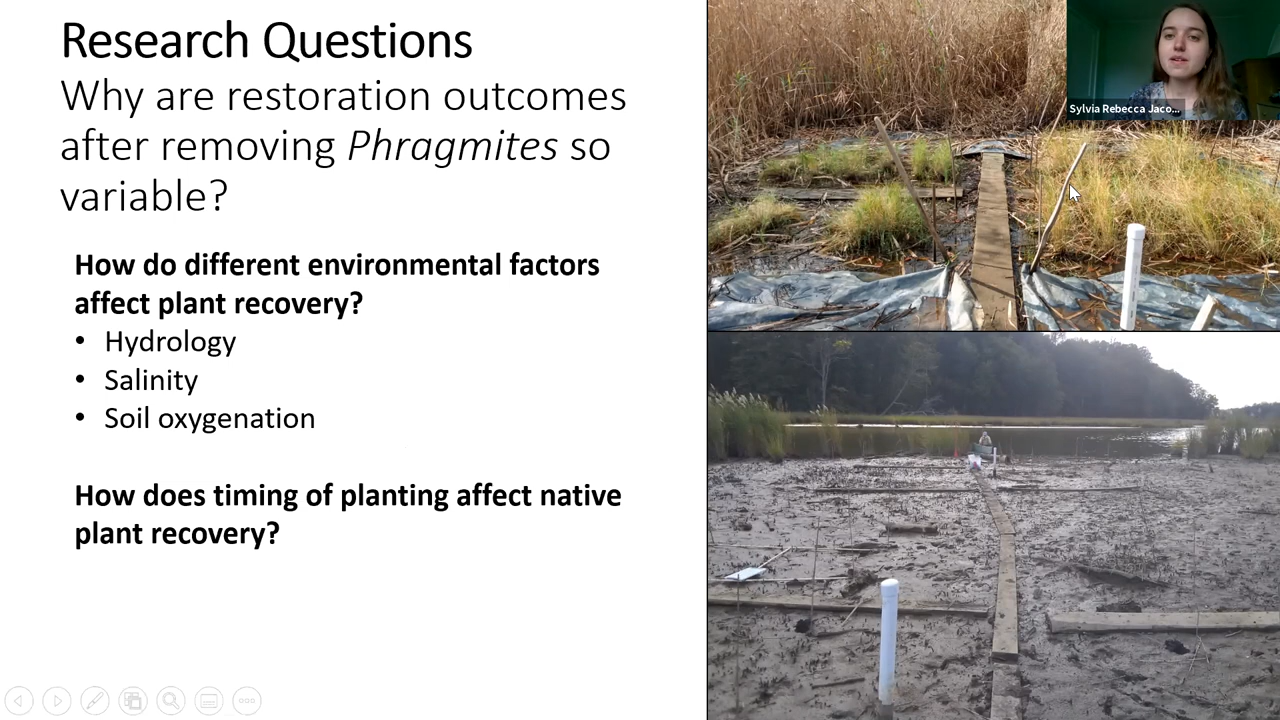 Research Questions
Why are restoration outcomes
after removing Phragmites so
variable?
How do different environmental factors
affect plant recovery?
• Hydrology
• Salinity
• Soil oxygenation
How does timing of planting affect native
plant recovery?
Sylvia Rebecca Jaco...